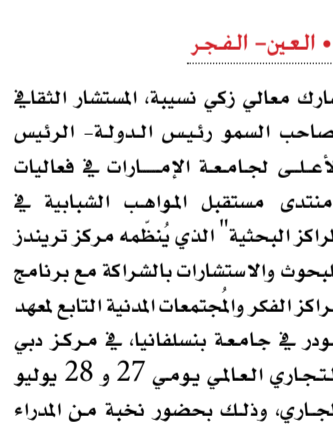 • العين- الفجر
شارك معالي زكي نسيبة، المستشار الثقافي
لصاحب السمو رئيس الدولة- الرئيس
الأعلى لجامعة الإمارات في فعاليات
"منتدى مستقبل المواهب الشبابية في
المراكز البحثية" الذي يُنظّمه مركز تريندز
للبحوث والاستشارات بالشراكة مع برنامج
مراكز الفكر والمُجتمعات المدنية التابع لمعهد
لودر في جامعة بنسلفانيا، في مركز دبي
التجاري العالمي يومي 27 و 28 يوليو
الجاري، وذلك بحضور نخبة من المدراء